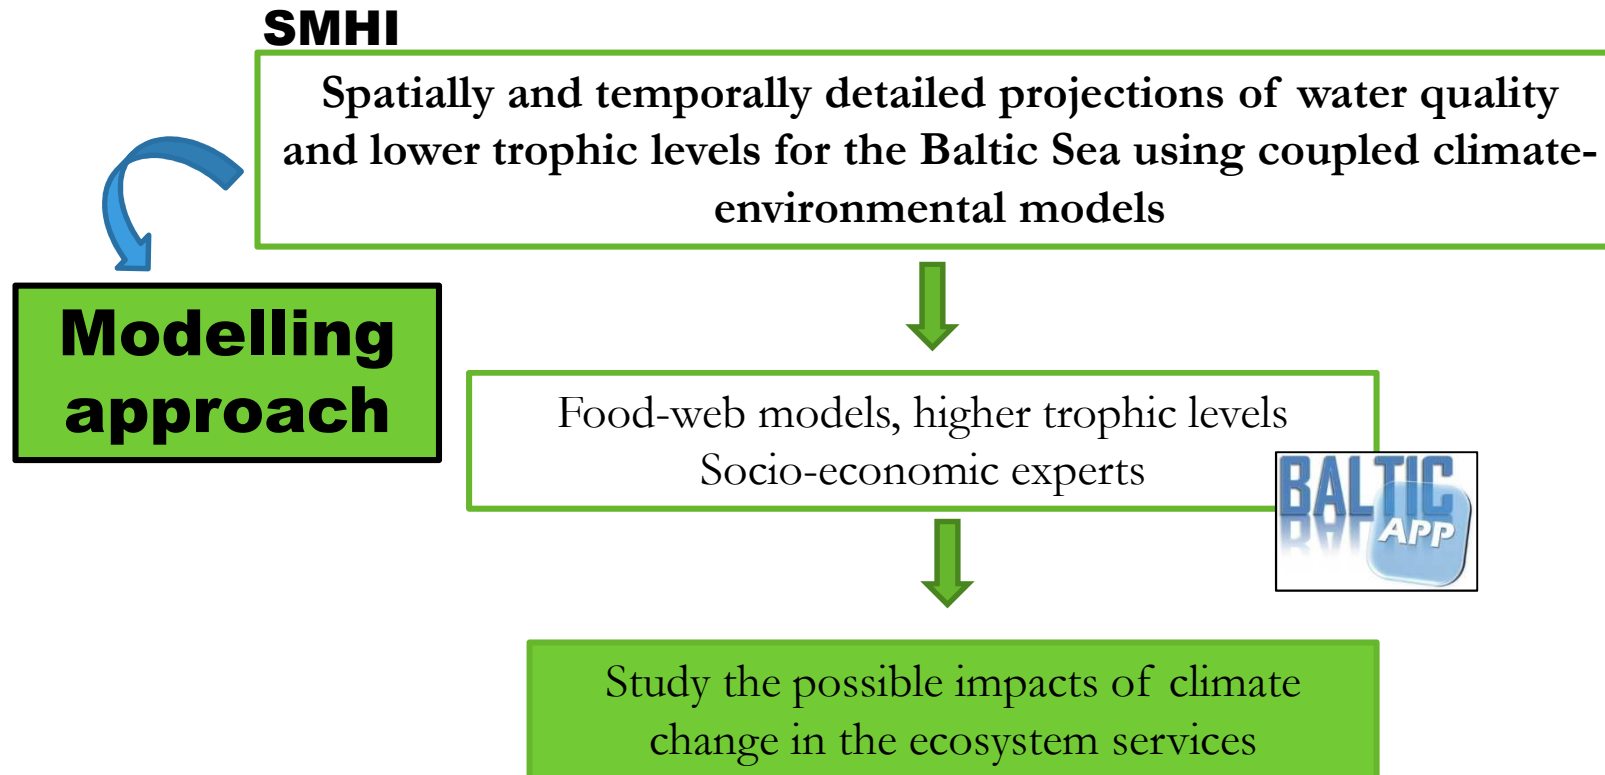 SMHI
Spatially and temporally detailed projections of water quality
and lower trophic levels for the Baltic Sea using coupled climate-
environmental models
Modelling
approach
Food-web models, higher trophic levels
Socio-economic experts
BALTIC
APP
Study the possible impacts of climate
change in the ecosystem services